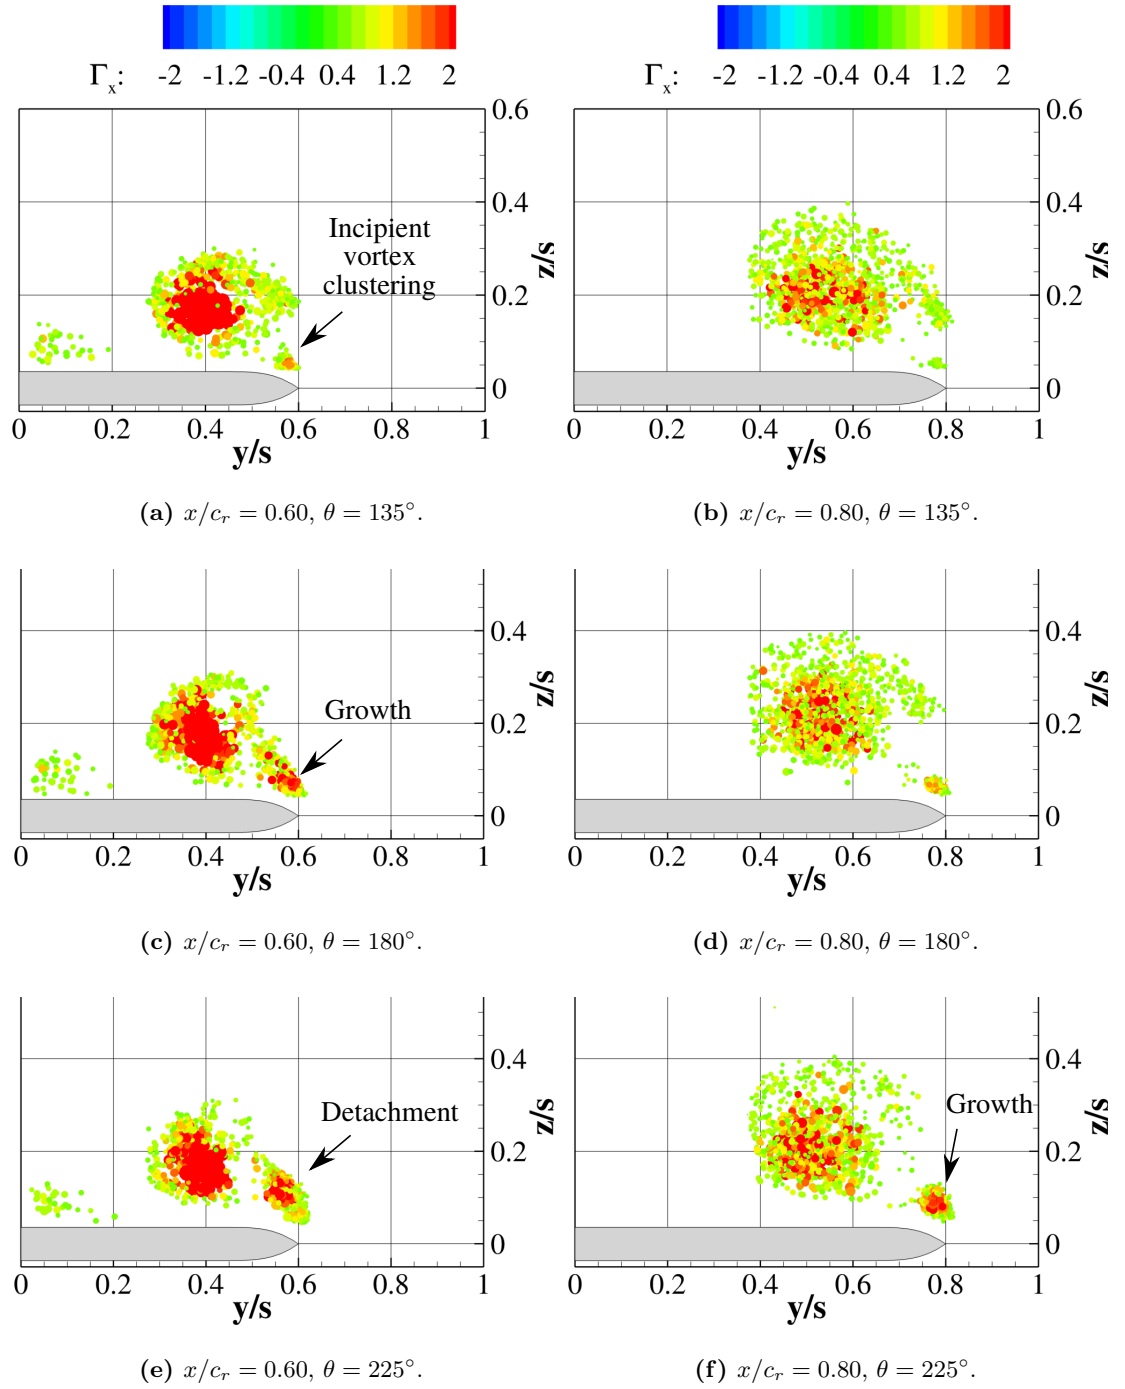 Γx: -2 -1.2 -0.4 0.4 1.2 2
Γx: -2 -1.2 -0.4 0.4 1.2 2
0.6
0.4
0.2
0
z/s
Incipient
vortex
clustering
0 0.2 0.4 0.6 0.8 1
y/s
(a) x/cr = 0.60, θ = 135°.
0.6
0.4
0.2
0
z/s
0 0.2 0.4 0.6 0.8 1
y/s
(b) x/cr = 0.80, θ = 135°.
0.4
0.2
0
z/s
Growth
0 0.2 0.4 0.6 0.8 1
y/s
(c) x/cr = 0.60, θ = 180°.
0.4
0.2
0
z/s
0 0.2 0.4 0.6 0.8 1
y/s
(d) x/cr = 0.80, θ = 180°.
0.4
0.2
0
z/s
Detachment
0 0.2 0.4 0.6 0.8 1
y/s
(e) x/cr = 0.60, θ = 225°.
0.4
0.2
0
z/s
Growth
0 0.2 0.4 0.6 0.8 1
y/s
(f) x/cr = 0.80, θ = 225°.